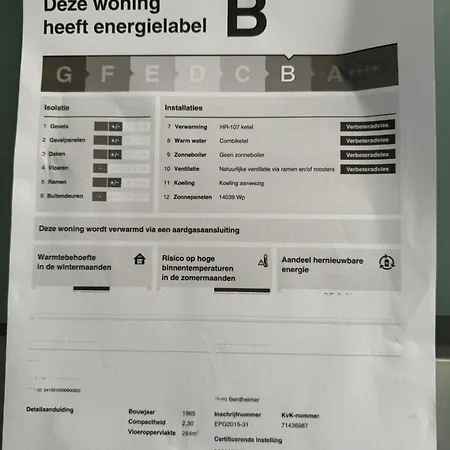 Deze woning
heeft energielabel
B
G F E D C B A++++
Isolatie
1 Gevels +/-
2 Gevelpanelen +/-
3 Daken +/-
4 Vloeren -
5 Ramen +/-
6 Buitendeuren -
Installaties
7 Verwarming HR-107 ketel Verbeteradvies
8 Warm water Combiketel Verbeteradvies
9 Zonneboiler Geen zonneboiler Verbeteradvies
10 Ventilatie Natuurlijke ventilatie via ramen en/of roosters Verbeteradvies
11 Koeling Koeling aanwezig
12 Zonnepanelen 14039 Wp
Deze woning wordt verwarmd via een aardgasaansluiting
Warmtebehoefte
in de wintermaanden
Risico op hoge
binnentemperaturen
in de zomermaanden
Aandeel hernieuwbare
energie
Bentheimer
Detailaanduiding
Bouwjaar 1965
Compactheid 2,30
Vloeroppervlakte 284m²
Inschrijfnummer
EPG2015-31
KvK-nummer
71436987
Certificerende instelling